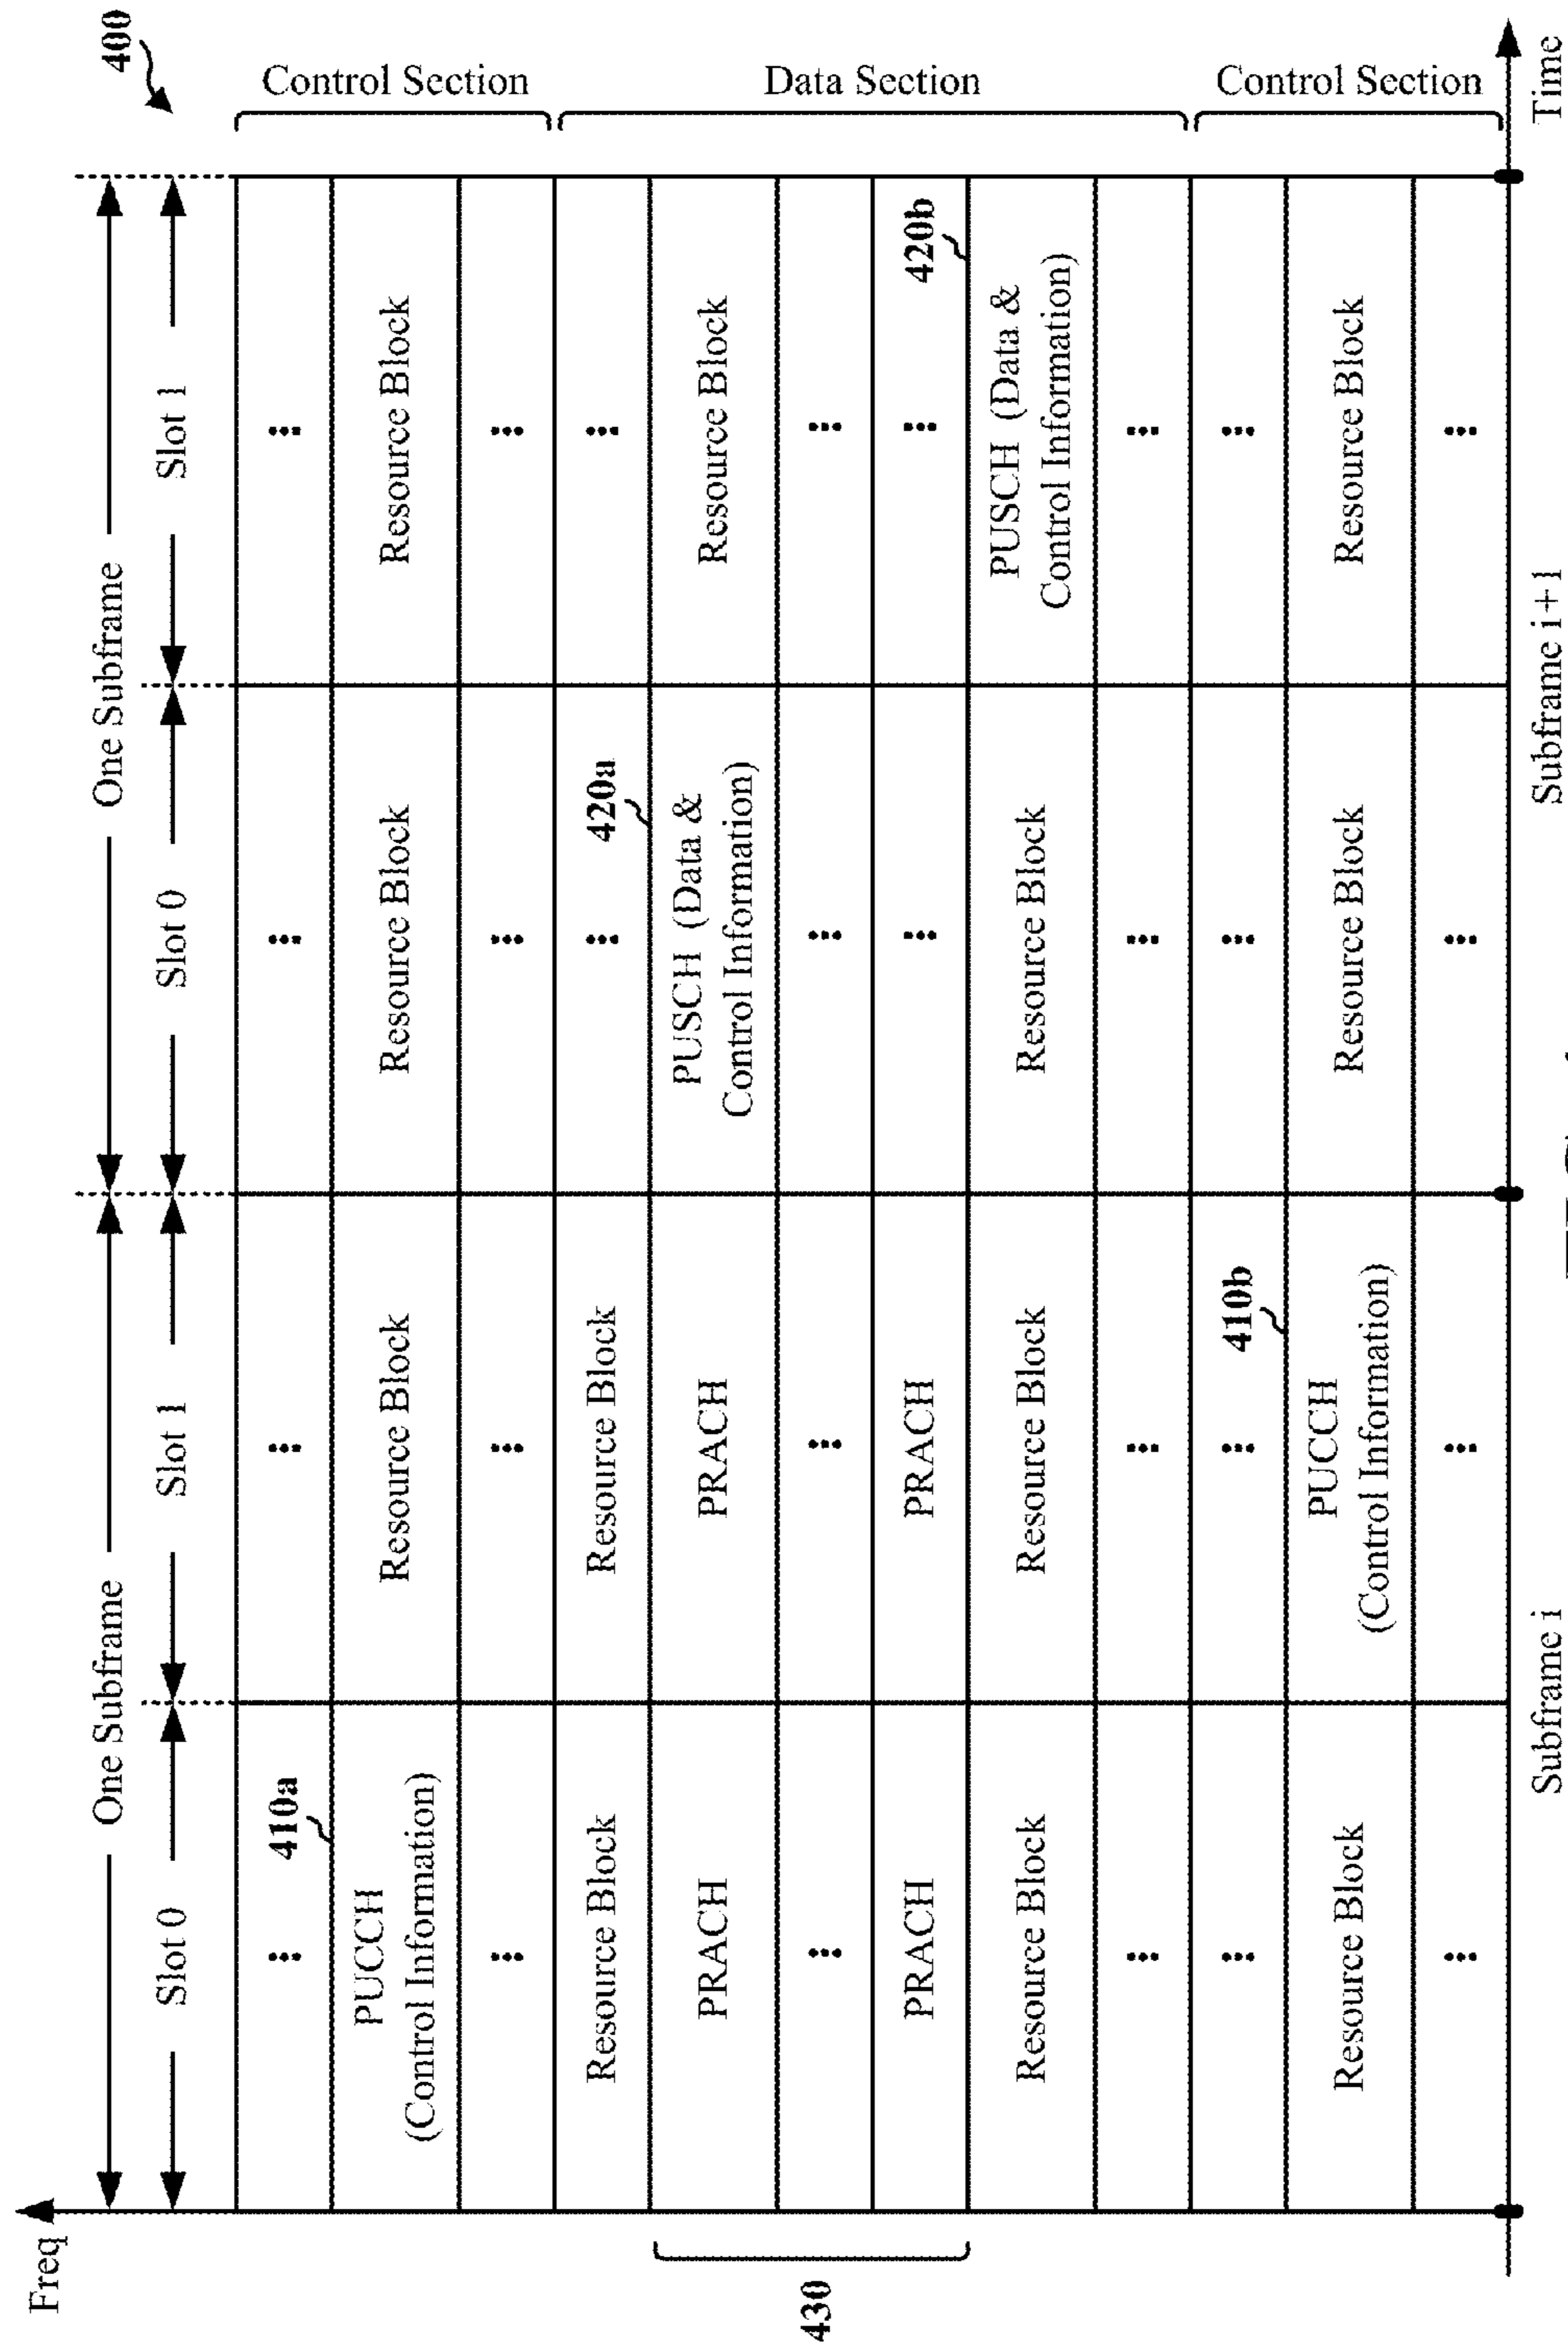 Freq
400
One Subframe
One Subframe
Slot 0
Slot 1
Slot 0
Slot 1
410a
Control Section
PUCCH
(Control Information)
Resource Block
Resource Block
Resource Block
Resource Block
Resource Block
420a
430
PRACH
PRACH
PUSCH (Data &
Control Information)
Resource Block
Data Section
PRACH
PRACH
420b
Resource Block
Resource Block
Resource Block
PUSCH (Data &
Control Information)
410b
Control Section
Resource Block
PUCCH
(Control Information)
Resource Block
Resource Block
Subframe i
Subframe i+1
Time